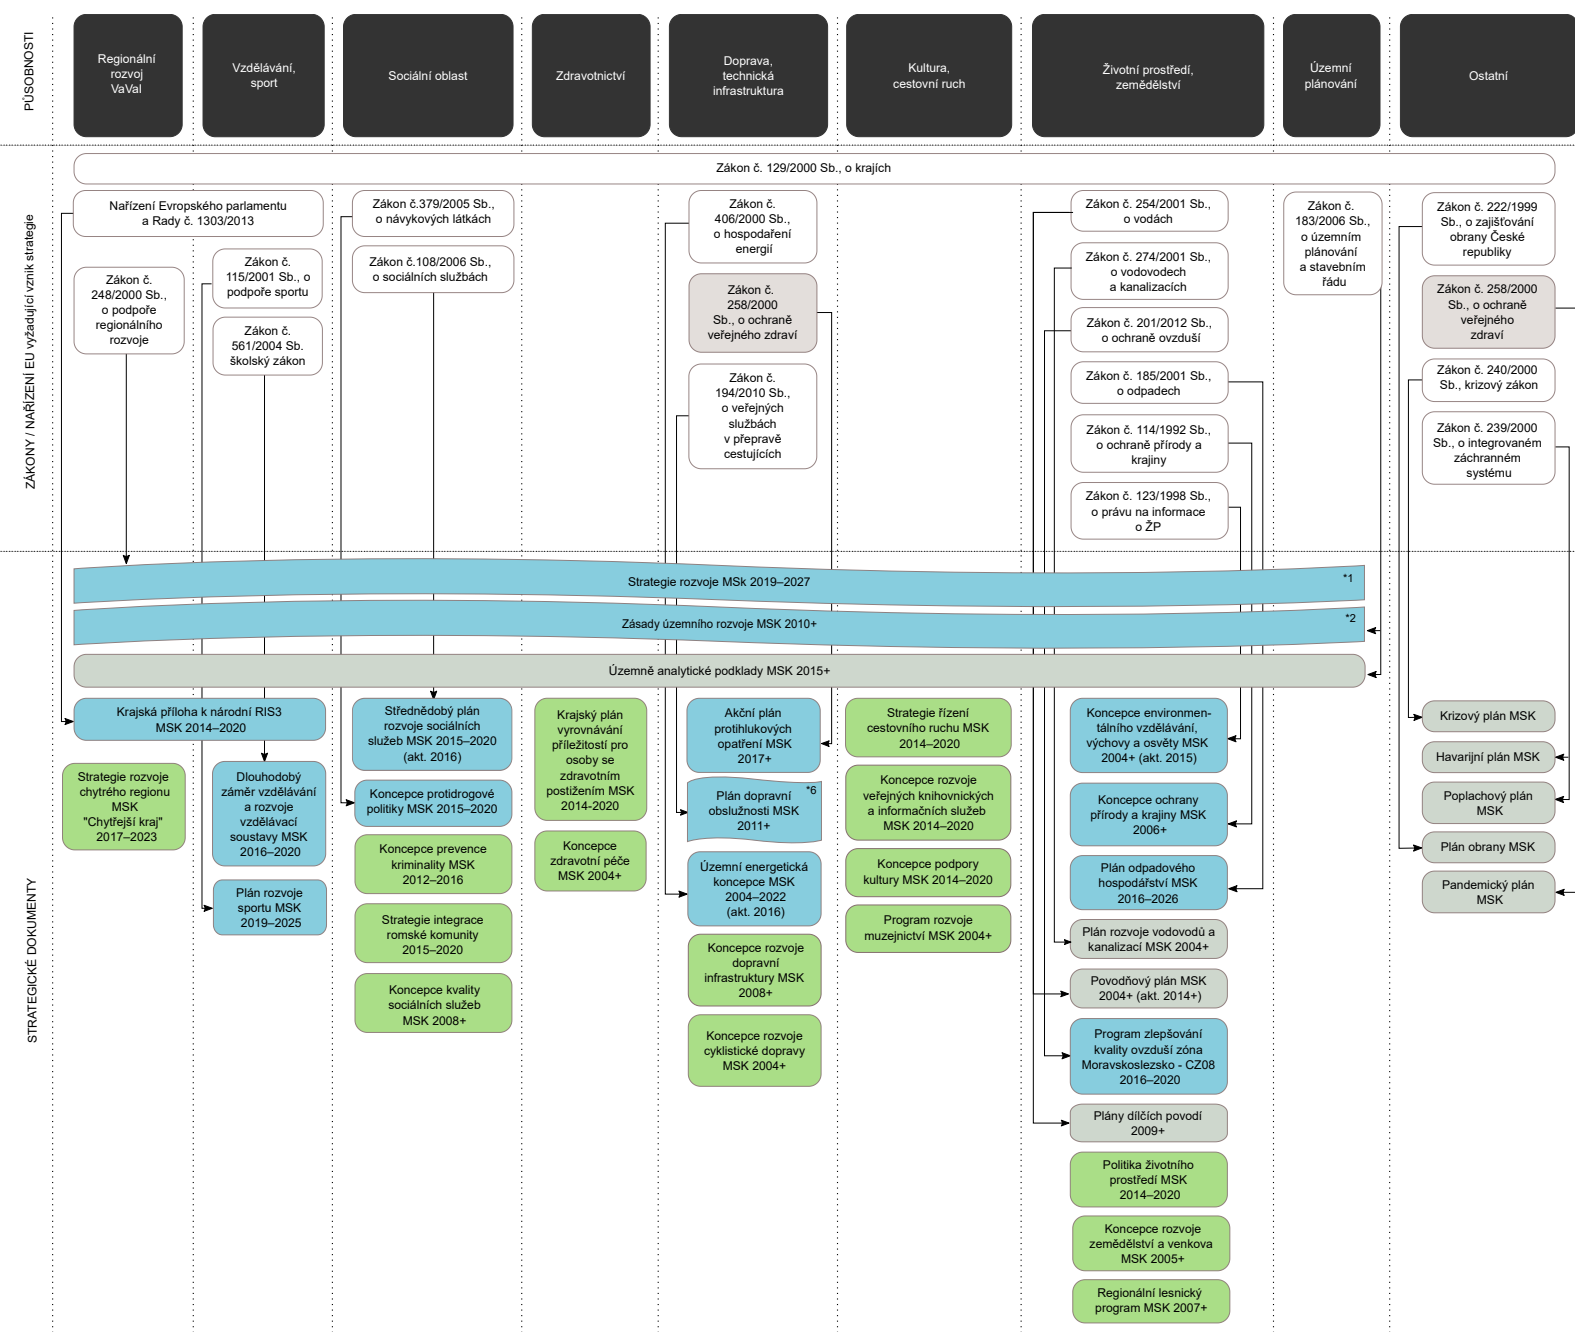 PŮSOBNOSTI
Regionální
rozvoj
VaVaI
Vzdělávání,
sport
Sociální oblast
Zdravotnictví
Doprava,
technická
infrastruktura
Kultura,
cestovní ruch
Životní prostředí,
zemědělství
Územní
plánování
Ostatní
ZÁKONY / NAŘÍZENÍ EU vyžadující vznik strategie
Zákon č. 129/2000 Sb., o krajích
Nařízení Evropského parlamentu
a Rady č. 1303/2013
Zákon č.
248/2000 Sb.,
o podpoře
regionálního
rozvoje
Zákon č.
115/2001 Sb., o
podpoře sportu
Zákon č.
561/2004 Sb.
školský zákon
Zákon č.379/2005 Sb.,
o návykových látkách
Zákon č.108/2006 Sb.,
o sociálních službách
Zákon č.
406/2000 Sb.,
o hospodaření
energií
Zákon č.
258/2000
Sb., o ochraně
veřejného zdraví
Zákon č.
194/2010 Sb.,
o veřejných
službách
v přepravě
cestujících
Zákon č. 254/2001 Sb.,
o vodách
Zákon č. 274/2001 Sb.,
o vodovodech
a kanalizacích
Zákon č. 201/2012 Sb.,
o ochraně ovzduší
Zákon č. 185/2001 Sb.,
o odpadech
Zákon č. 114/1992 Sb.,
o ochraně přírody a
krajiny
Zákon č. 123/1998 Sb.,
o právu na informace
o ŽP
Zákon č.
183/2006 Sb.,
o územním
plánování
a stavebním
řádu
Zákon č. 222/1999
Sb., o zajišťování
obrany České
republiky
Zákon č. 258/2000
Sb., o ochraně
veřejného
zdraví
Zákon č. 240/2000
Sb., krizový zákon
Zákon č. 239/2000
Sb., o integrovaném
záchranném
systému
STRATEGICKÉ DOKUMENTY
Strategie rozvoje MSk 2019–2027
*1
Zásady územního rozvoje MSK 2010+
*2
Územně analytické podklady MSK 2015+
Krajská příloha k národní RIS3
MSK 2014–2020
Strategie rozvoje
chytrého regionu
MSK
"Chytřejší kraj"
2017–2023
Dlouhodobý
záměr vzdělávání
a rozvoje
vzdělávací
soustavy MSK
2016–2020
Plán rozvoje
sportu MSK
2019–2025
Střednědobý plán
rozvoje sociálních
služeb MSK 2015–2020
(akt. 2016)
Koncepce protidrogové
politiky MSK 2015–2020
Koncepce prevence
kriminality MSK
2012–2016
Strategie integrace
romské komunity
2015–2020
Koncepce kvality
sociálních služeb
MSK 2008+
Krajský plán
vyrovnávání
příležitostí pro
osoby se
zdravotním
postižením MSK
2014-2020
Koncepce
zdravotní péče
MSK 2004+
Akční plán
protihlukových
opatření MSK
2017+
*6
Plán dopravní
obslužnosti MSK
2011+
Územní energetická
koncepce MSK
2004–2022
(akt. 2016)
Koncepce rozvoje
dopravní
infrastruktury MSK
2008+
Koncepce rozvoje
cyklistické dopravy
MSK 2004+
Strategie řízení
cestovního ruchu MSK
2014–2020
Koncepce rozvoje
veřejných knihovnických
a informačních služeb
MSK 2014–2020
Koncepce podpory
kultury MSK 2014–2020
Program rozvoje
muzejnictví MSK 2004+
Koncepce environmen-
tálního vzdělávání,
výchovy a osvěty MSK
2004+ (akt. 2015)
Koncepce ochrany
přírody a krajiny MSK
2006+
Plán odpadového
hospodářství MSK
2016–2026
Plán rozvoje vodovodů a
kanalizací MSK 2004+
Povodňový plán MSK
2004+ (akt. 2014+)
Program zlepšování
kvality ovzduší zóna
Moravskoslezsko - CZ08
2016–2020
Plány dílčích povodí
2009+
Politika životního
prostředí MSK
2014–2020
Koncepce rozvoje
zemědělství a venkova
MSK 2005+
Regionální lesnický
program MSK 2007+
Krizový plán MSK
Havarijní plán MSK
Poplachový plán
MSK
Plán obrany MSK
Pandemický plán
MSK